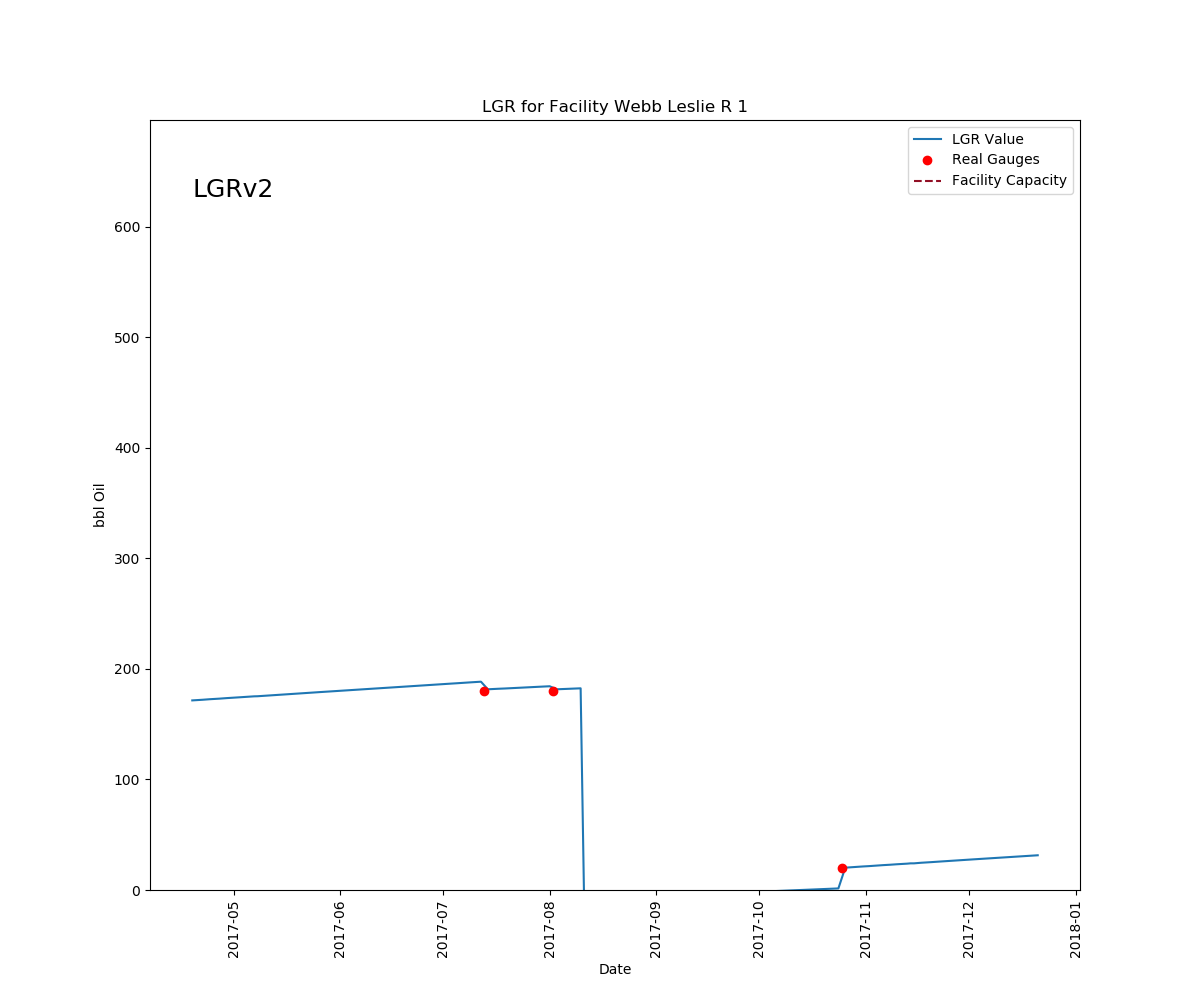 LGR for Facility Webb Leslie R 1
LGRv2
LGR Value
Real Gauges
Facility Capacity
600
500
400
300
200
100
0
bbl Oil
2017-05
2017-06
2017-07
2017-08
2017-09
2017-10
2017-11
2017-12
2018-01
Date